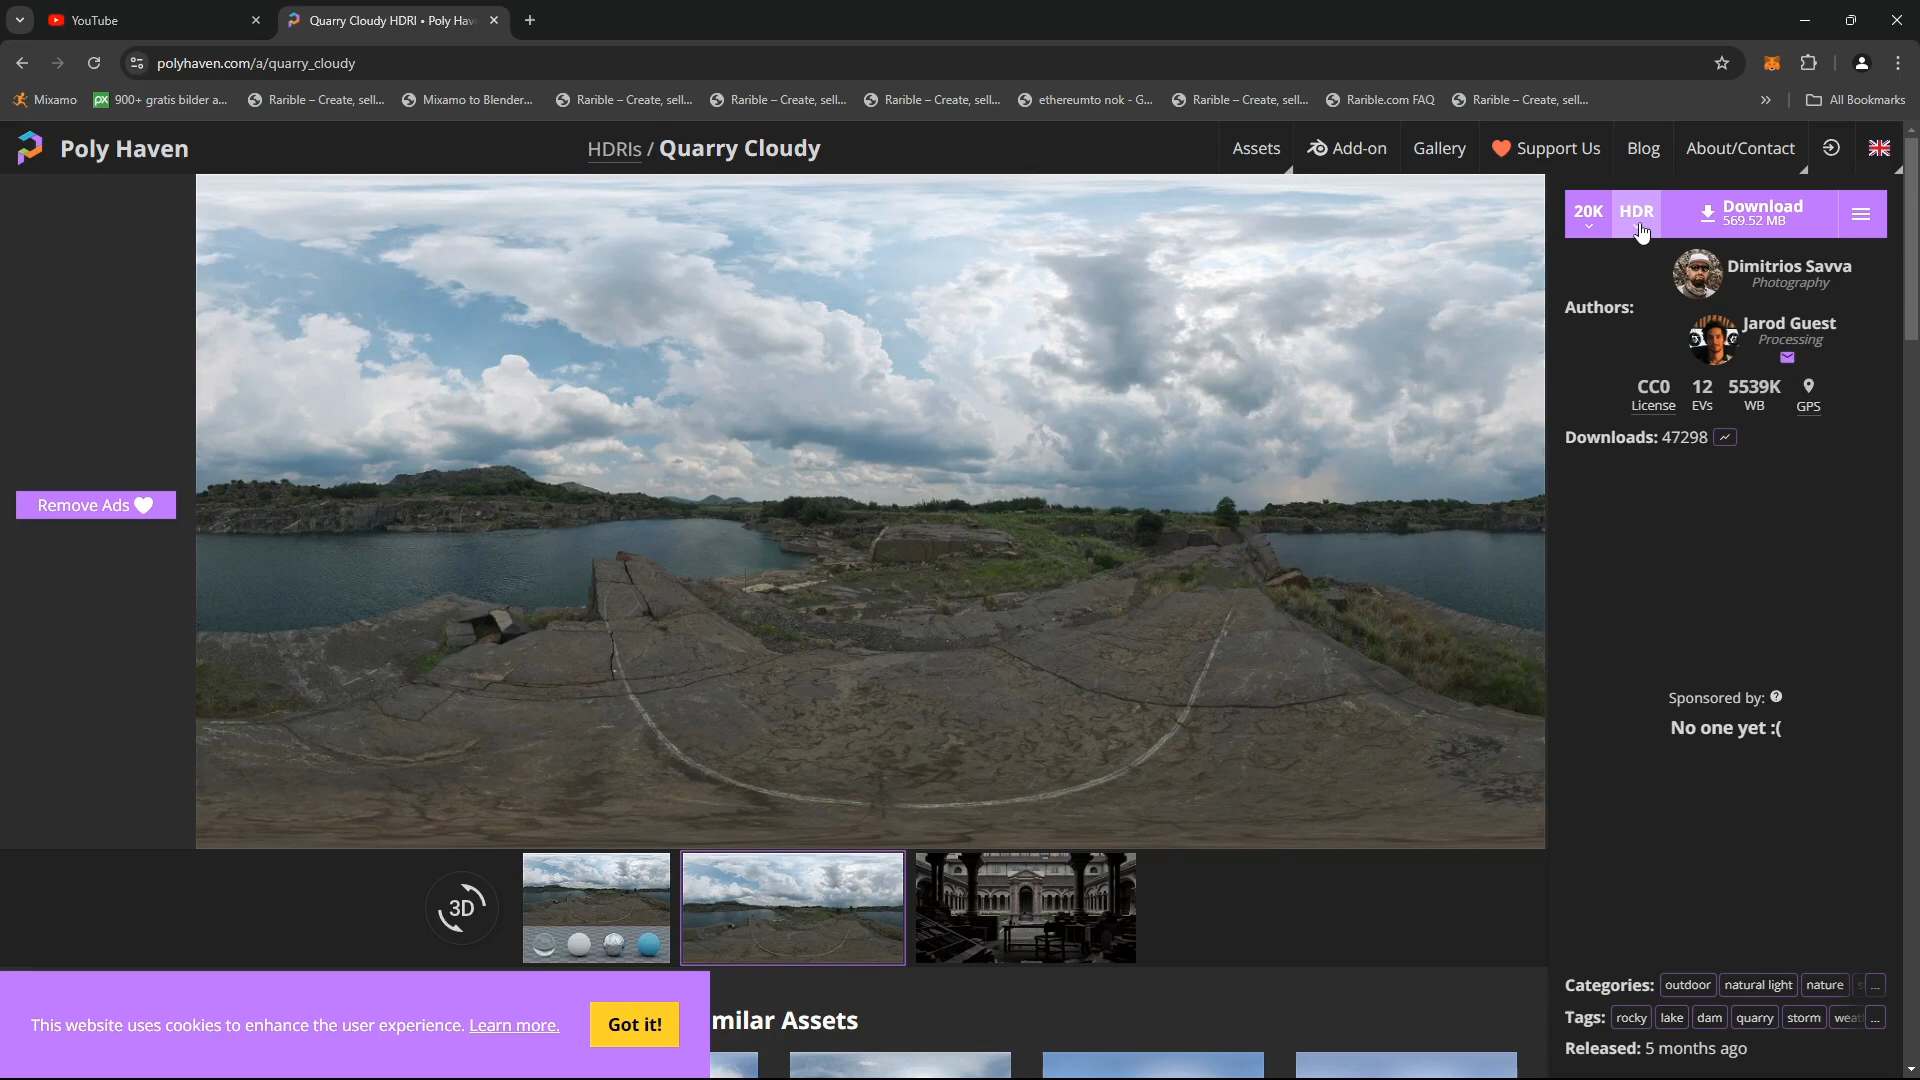 YouTube
Quarry Cloudy HDRI • Poly Hav
polyhaven.com/a/quarry_cloudy
Mixamo
900+ gratis bilder a...
Rarible – Create, sell...
Mixamo to Blender...
Rarible – Create, sell...
Rarible – Create, sell...
Rarible – Create, sell...
ethereumto nok - G...
Rarible – Create, sell...
Rarible.com FAQ
Rarible – Create, sell...
All Bookmarks
Poly Haven
HDRIs / Quarry Cloudy
Assets
Add-on
Gallery
Support Us
Blog
About/Contact
20K
HDR
Download
569.52 MB
Dimitrios Savva
Photography
Authors:
Jarod Guest
Processing
CC0 12 5539K
License EVs WB GPS
Downloads: 47298
Remove Ads
Sponsored by:
No one yet :(
3D
Categories: outdoor natural light nature ...
Tags: rocky lake dam quarry storm weat ...
Released: 5 months ago
This website uses cookies to enhance the user experience. Learn more.
Got it!
milar Assets